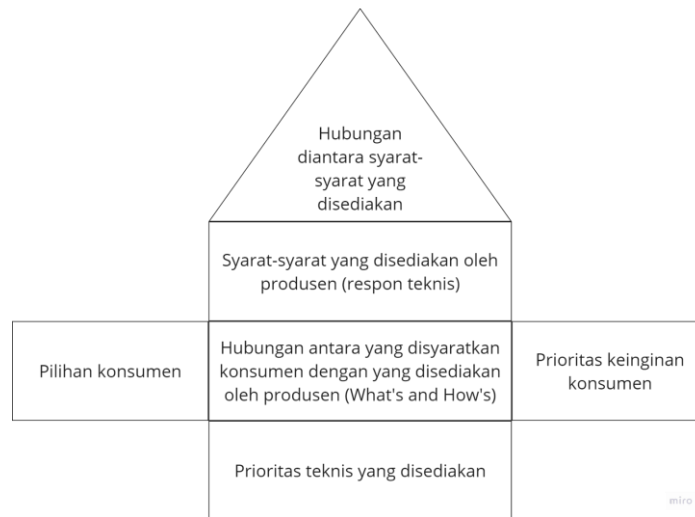 Hubungan
diantara syarat-
syarat yang
disediakan
Syarat-syarat yang disediakan oleh
produsen (respon teknis)
Pilihan konsumen
Hubungan antara yang disyaratkan
konsumen dengan yang disediakan
oleh produsen (What's and How's)
Prioritas keinginan
konsumen
Prioritas teknis yang disediakan
miro